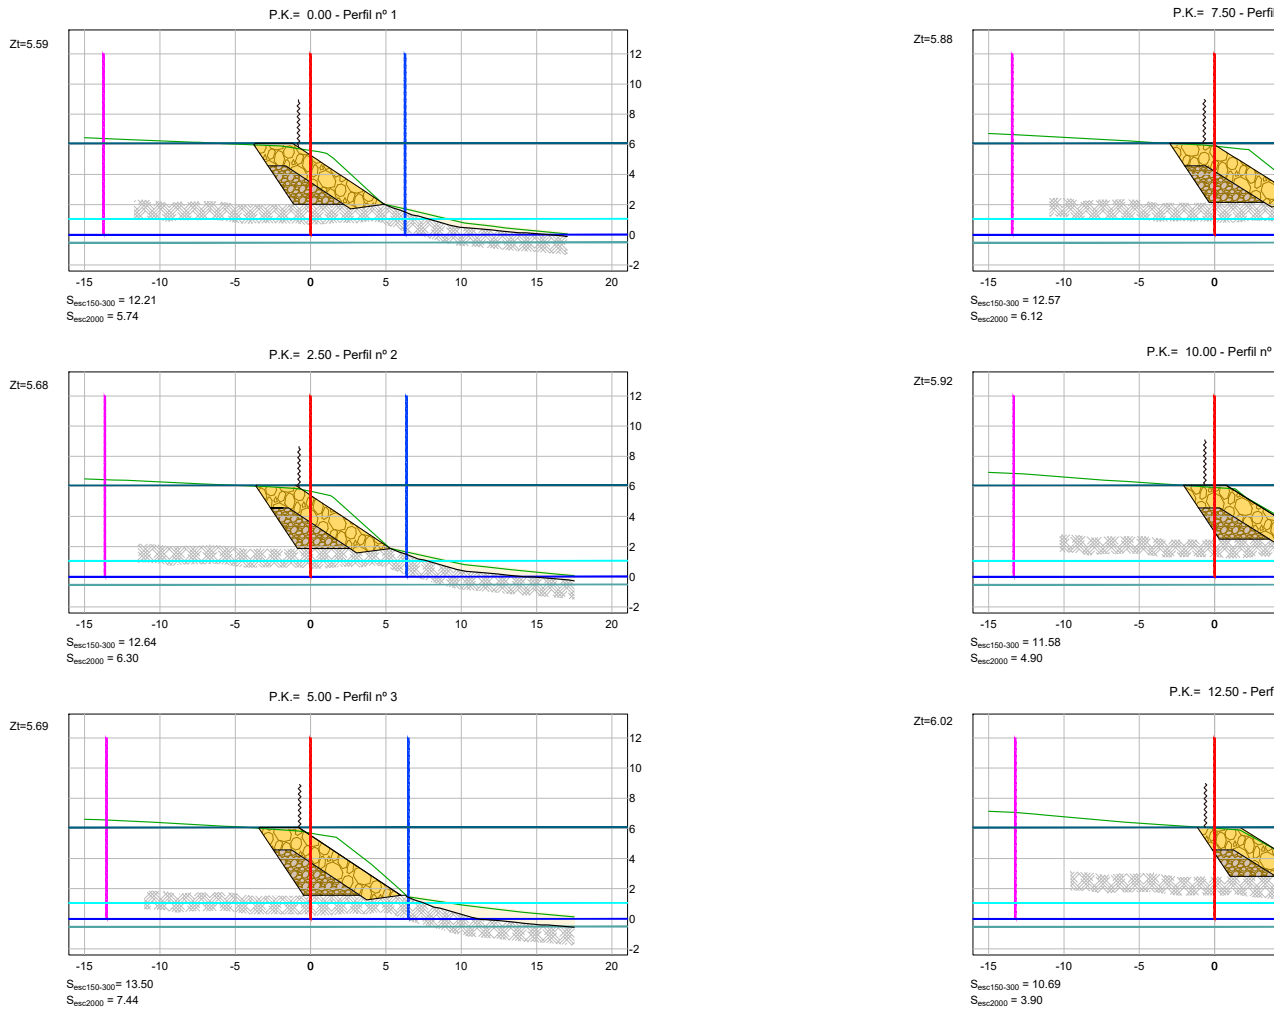 P.K.= 0.00 - Perfil nº 1
Zt=5.59
12
10
8
6
4
2
0
-2
-15 -10 -5 0 5 10 15 20
Sesc150-300 = 12.21
Sesc2000 = 5.74
P.K.= 2.50 - Perfil nº 2
Zt=5.68
12
10
8
6
4
2
0
-2
-15 -10 -5 0 5 10 15 20
Sesc150-300 = 12.64
Sesc2000 = 6.30
P.K.= 5.00 - Perfil nº 3
Zt=5.69
12
10
8
6
4
2
0
-2
-15 -10 -5 0 5 10 15 20
Sesc150-300= 13.50
Sesc2000 = 7.44
P.K.= 7.50 - Perfil
Zt=5.88
-15 -10 -5 0
Sesc150-300 = 12.57
Sesc2000 = 6.12
P.K.= 10.00 - Perfil nº
Zt=5.92
-15 -10 -5 0
Sesc150-300 = 11.58
Sesc2000 = 4.90
P.K.= 12.50 - Perf
Zt=6.02
-15 -10 -5 0
Sesc150-300 = 10.69
Sesc2000 = 3.90